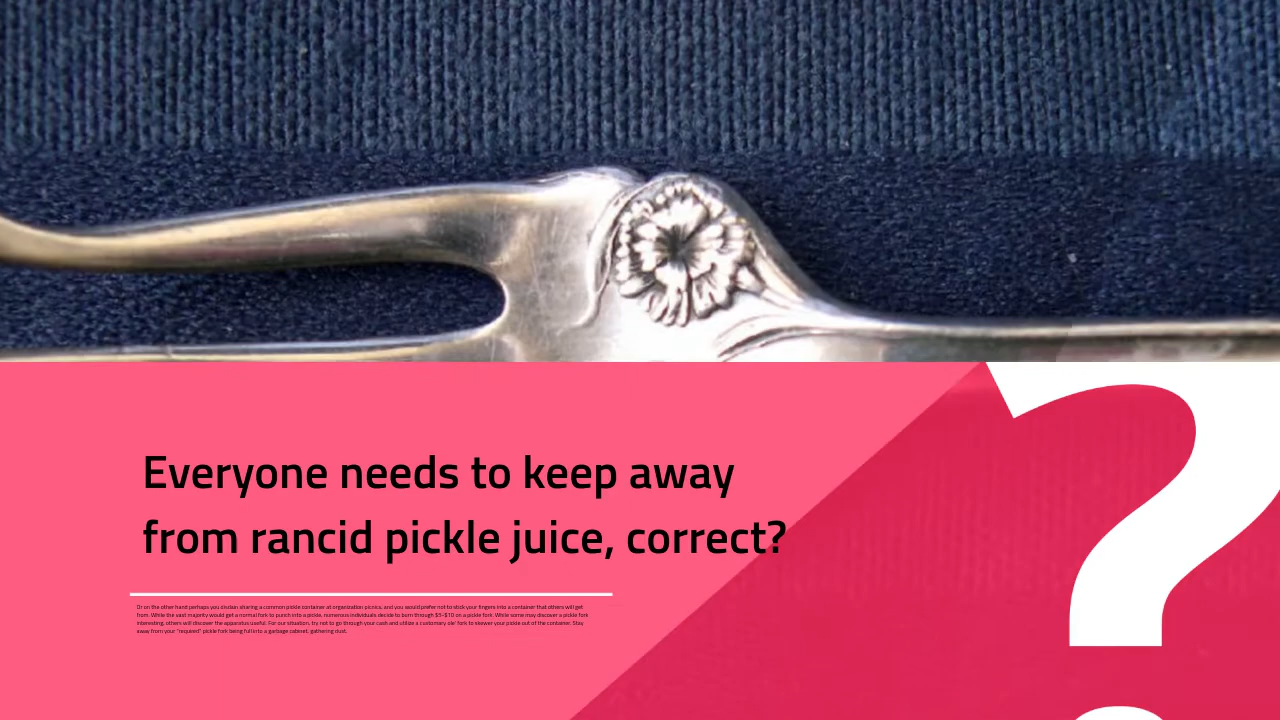 Everyone needs to keep away
from rancid pickle juice, correct?
Or on the other hand perhaps you disdain sharing a common pickle container at organization picnics, and you would prefer not to stick your fingers into a container that others will get
from. While the vast majority would get a normal fork to punch into a pickle, numerous individuals decide to burn through $5-$10 on a pickle fork. While some may discover a pickle fork
interesting, others will discover the apparatus useful. For our situation, try not to go through your cash and utilize a customary ole' fork to skewer your pickle out of the container. Stay
away from your "required" pickle fork being full into a garbage cabinet, gathering dust.
?